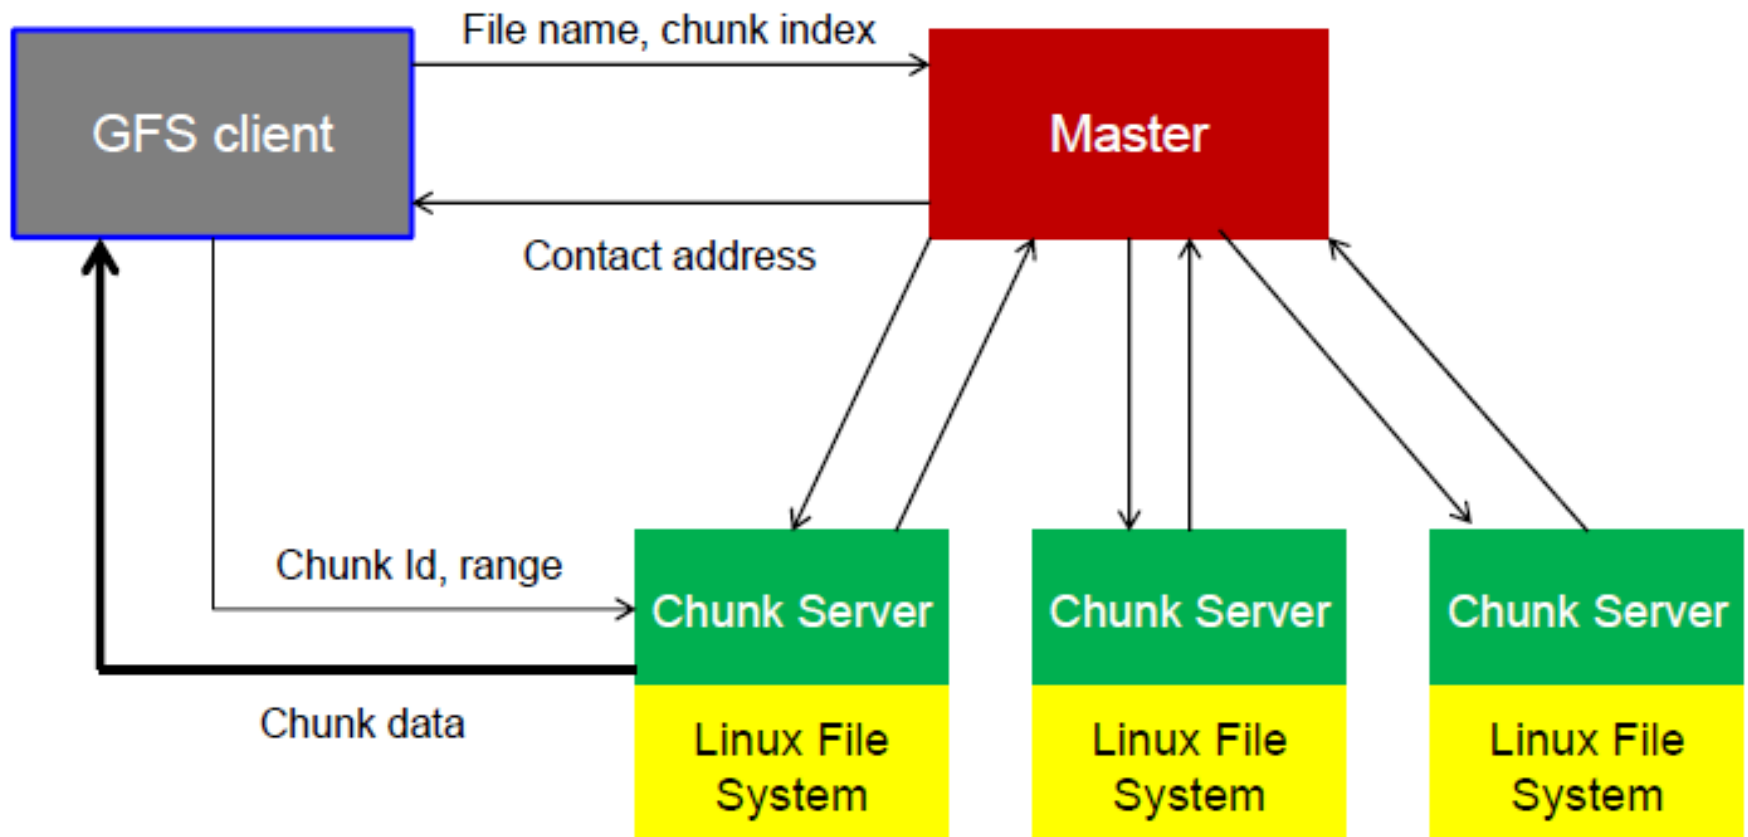 File name, chunk index
GFS client
Master
Contact address
Chunk Id, range
Chunk Server
Chunk Server
Chunk Server
Chunk data
Linux File
System
Linux File
System
Linux File
System